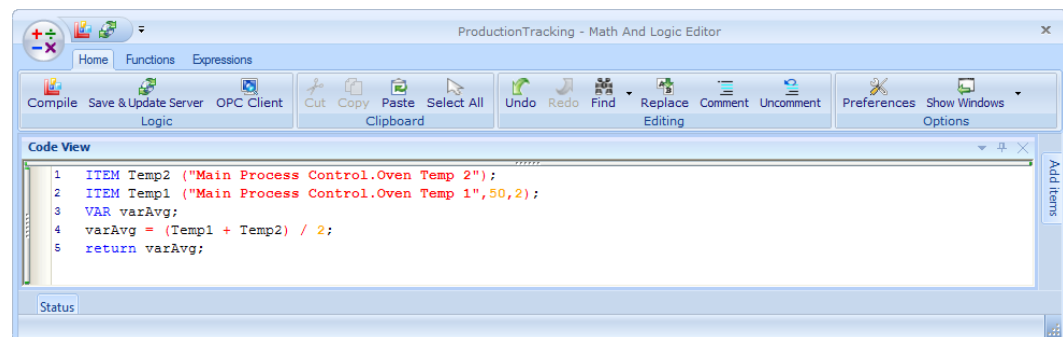 ProductionTracking - Math And Logic Editor
Home Functions Expressions
Compile Save & Update Server OPC Client Cut Copy Paste Select All Undo Redo Find Replace Comment Uncomment Preferences Show Windows
Logic Clipboard Editing Options
Code View
Add items
1 ITEM Temp2 ("Main Process Control.Oven Temp 2");
2 ITEM Temp1 ("Main Process Control.Oven Temp 1",50,2);
3 VAR varAvg;
4 varAvg = (Temp1 + Temp2) / 2;
5 return varAvg;
Status